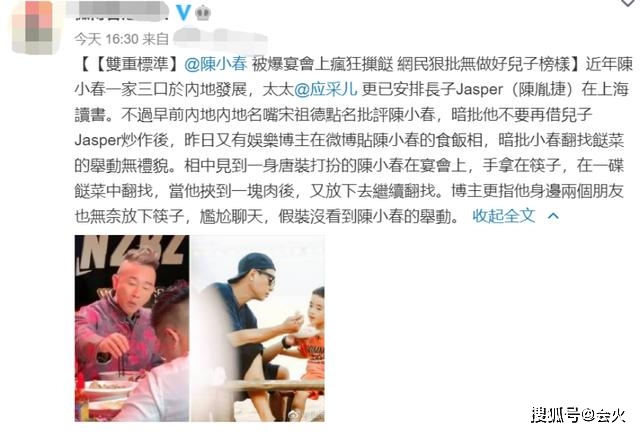 今天 16:30 来自
【【雙重標準】@陳小春 被爆宴會上瘋狂摷餸 網民狠批無做好兒子榜樣】近年陳
小春一家三口於內地發展，太太@应采儿 更已安排長子Jasper（陳胤捷）在上海
讀書。不過早前內地內地名嘴宋祖德點名批評陳小春，暗批他不要再借兒子
Jasper炒作後，昨日又有娛樂博主在微博貼陳小春的食飯相，暗批小春翻找餸菜
的舉動無禮貌。相中見到一身唐裝打扮的陳小春在宴會上，手拿在筷子，在一碟
餸菜中翻找，當他挾到一塊肉後，又放下去繼續翻找。博主更指他身邊兩個朋友
也無奈放下筷子，尷尬聊天，假裝沒看到陳小春的舉動。 收起全文
NZBZ
搜狐号@会火